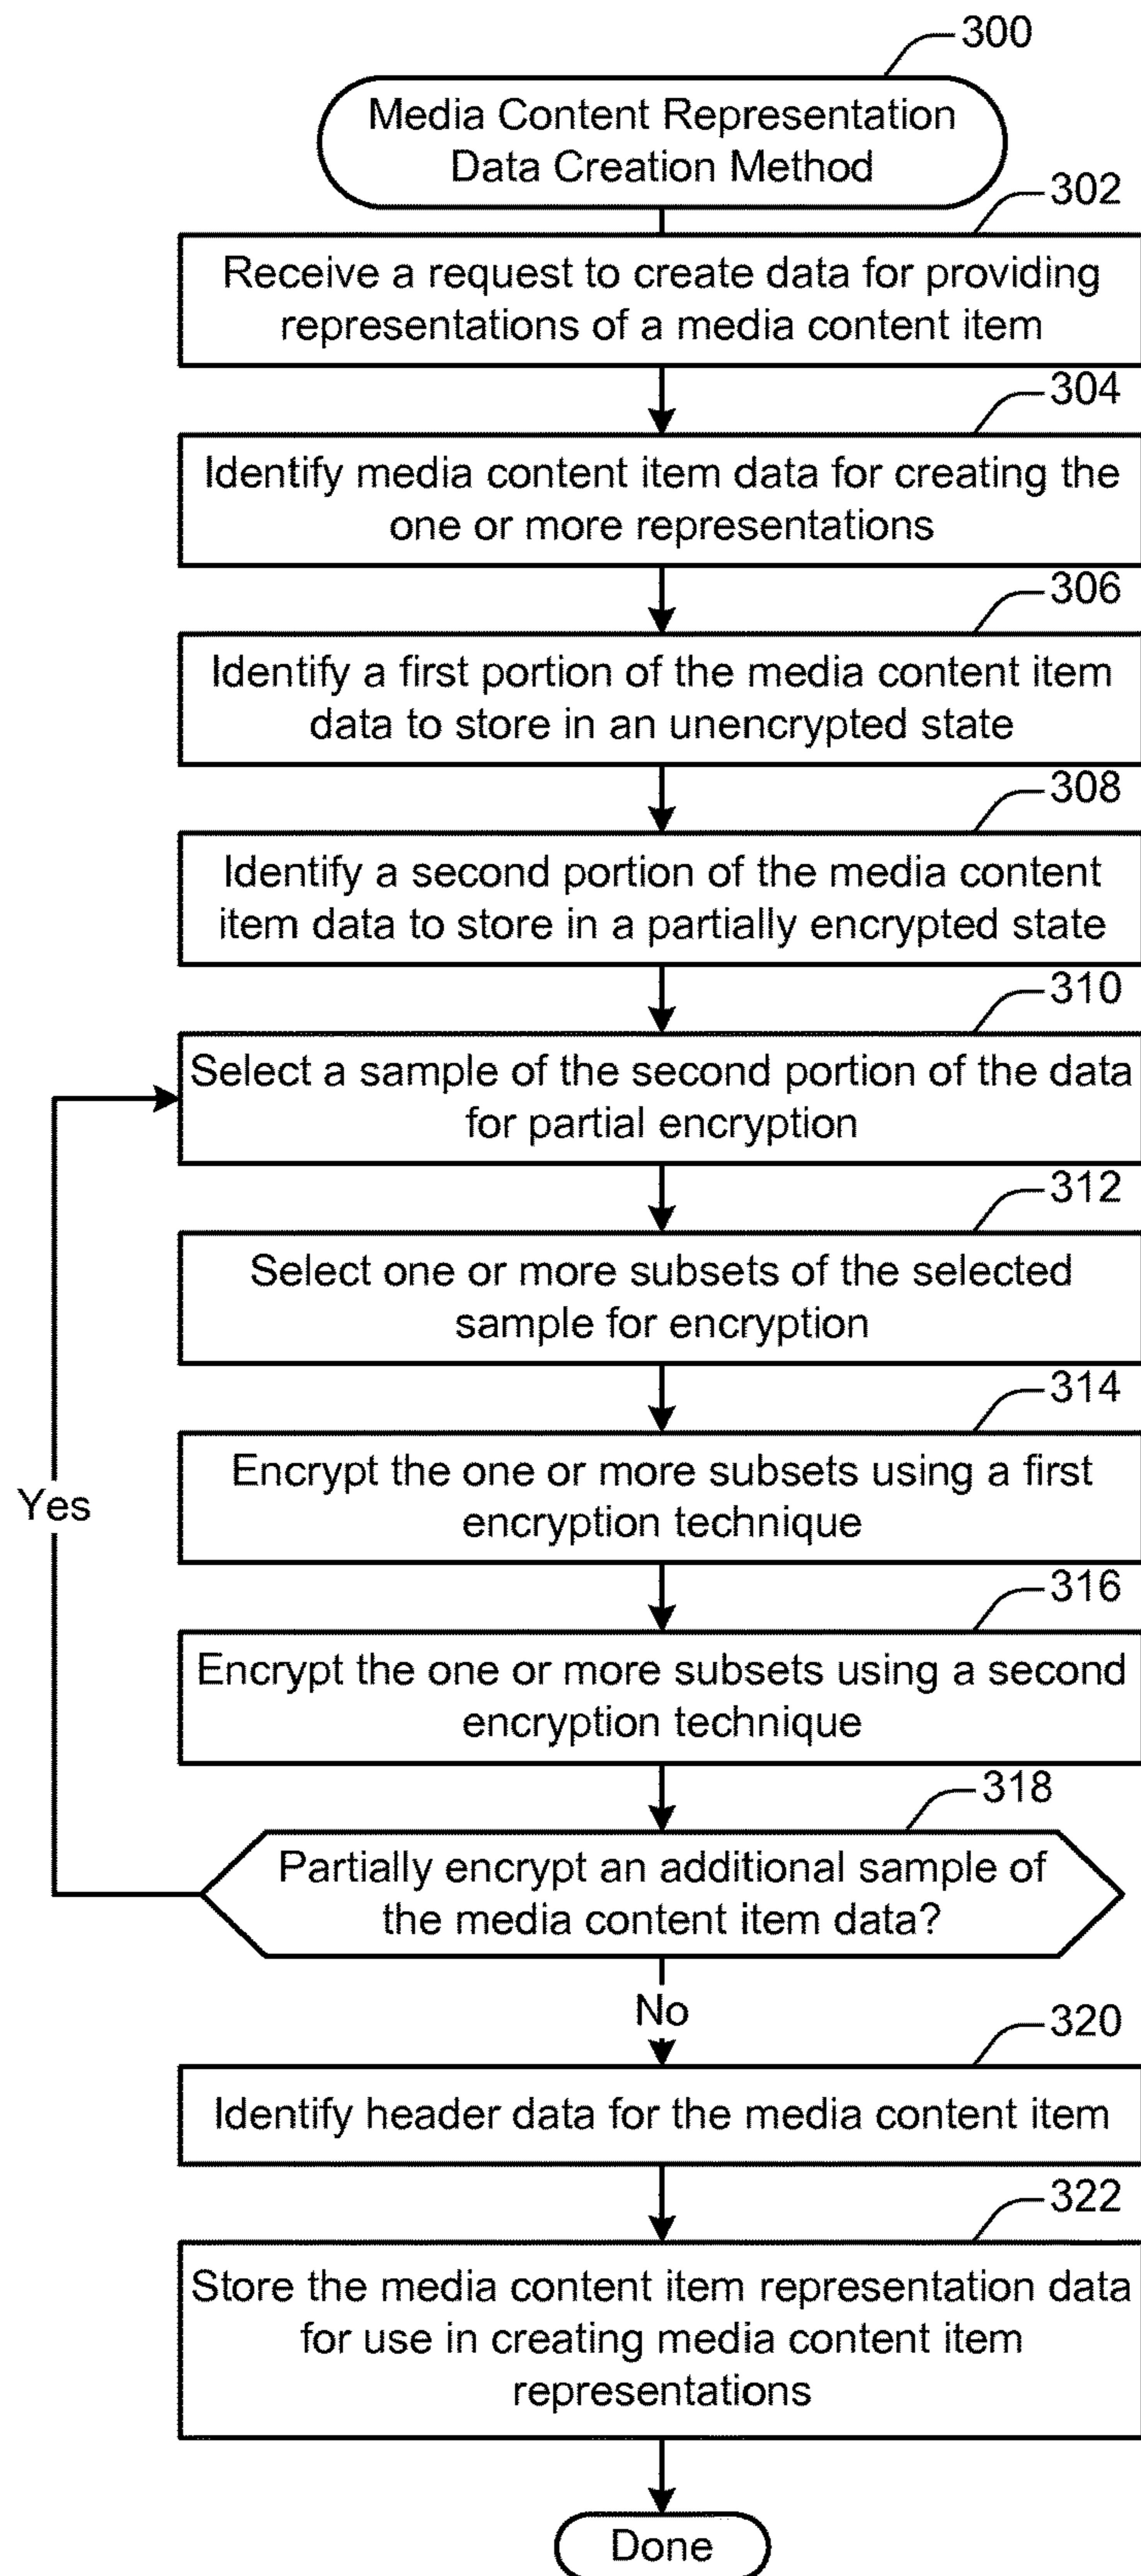 300
Media Content Representation
Data Creation Method
302
Receive a request to create data for providing
representations of a media content item
304
Identify media content item data for creating the
one or more representations
306
Identify a first portion of the media content item
data to store in an unencrypted state
308
Identify a second portion of the media content
item data to store in a partially encrypted state
310
Select a sample of the second portion of the data
for partial encryption
312
Select one or more subsets of the selected
sample for encryption
314
Encrypt the one or more subsets using a first
encryption technique
Yes
316
Encrypt the one or more subsets using a second
encryption technique
318
Partially encrypt an additional sample of
the media content item data?
No
320
Identify header data for the media content item
322
Store the media content item representation data
for use in creating media content item
representations
Done